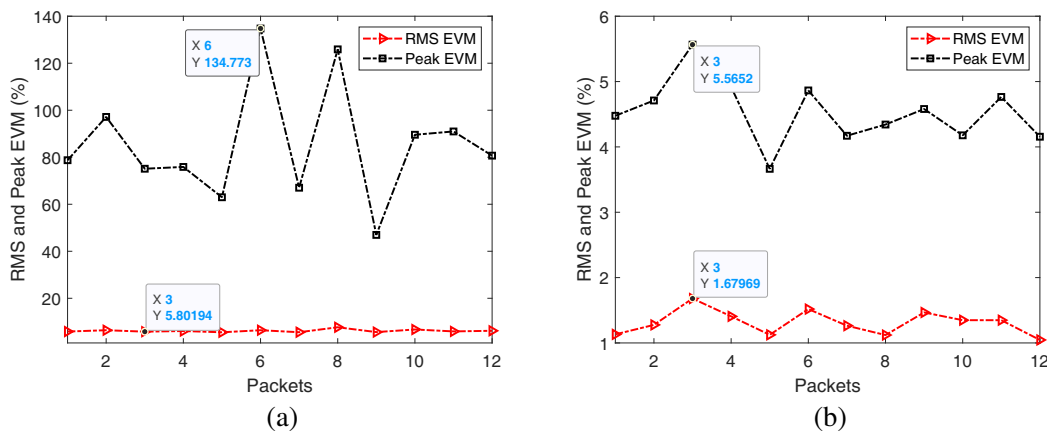 RMS and Peak EVM (%)
140
120
100
80
60
40
20
X 6
Y 134.773
RMS EVM
Peak EVM
X 3
Y 5.80194
2
4
6
8
10
12
Packets
(a)
RMS and Peak EVM (%)
6
5
4
3
2
1
X 3
Y 5.5652
RMS EVM
Peak EVM
X 3
Y 1.67969
2
4
6
8
10
12
Packets
(b)